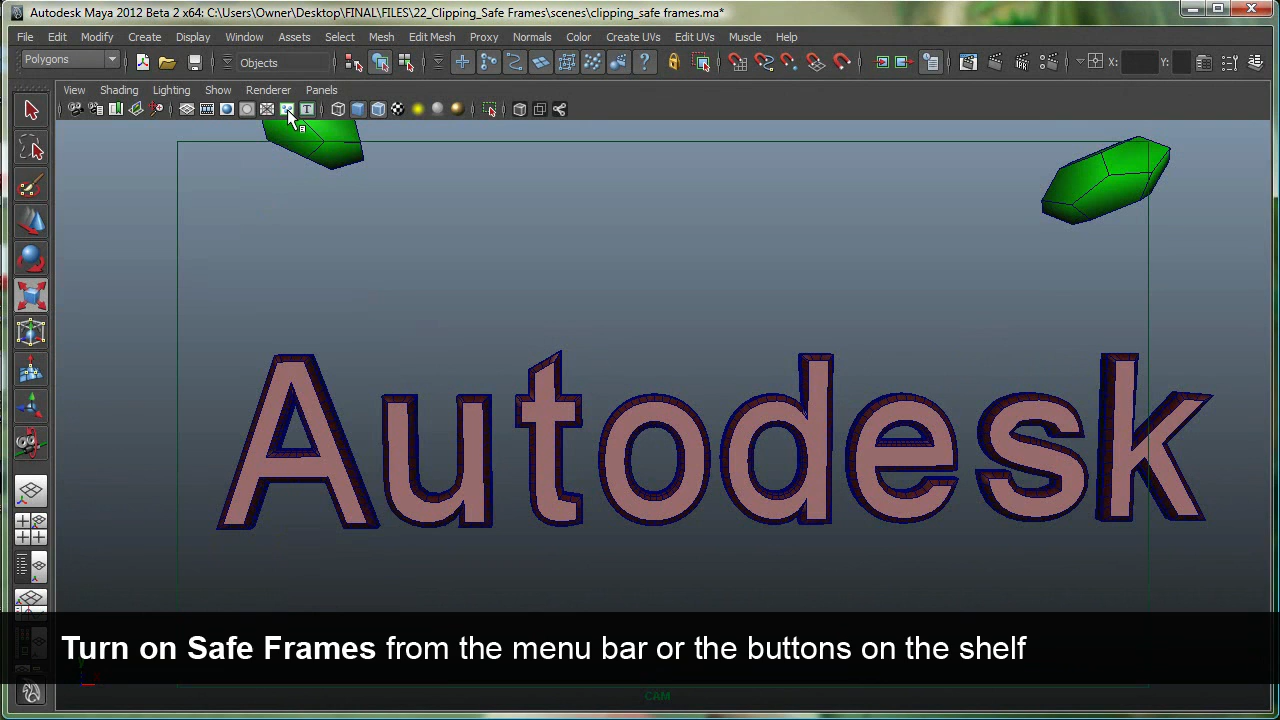 Autodesk Maya 2012 Beta 2 x64: C:\Users\Owner\Desktop\FINAL\FILES\22_Clipping_Safe Frames\scenes\clipping_safe frames.ma*
File Edit Modify Create Display Window Assets Select Mesh Edit Mesh Proxy Normals Color Create UVs Edit UVs Muscle Help
Polygons Objects X: Y:
View Shading Lighting Show Renderer Panels
T
Autodesk
Turn on Safe Frames from the menu bar or the buttons on the shelf
CAM